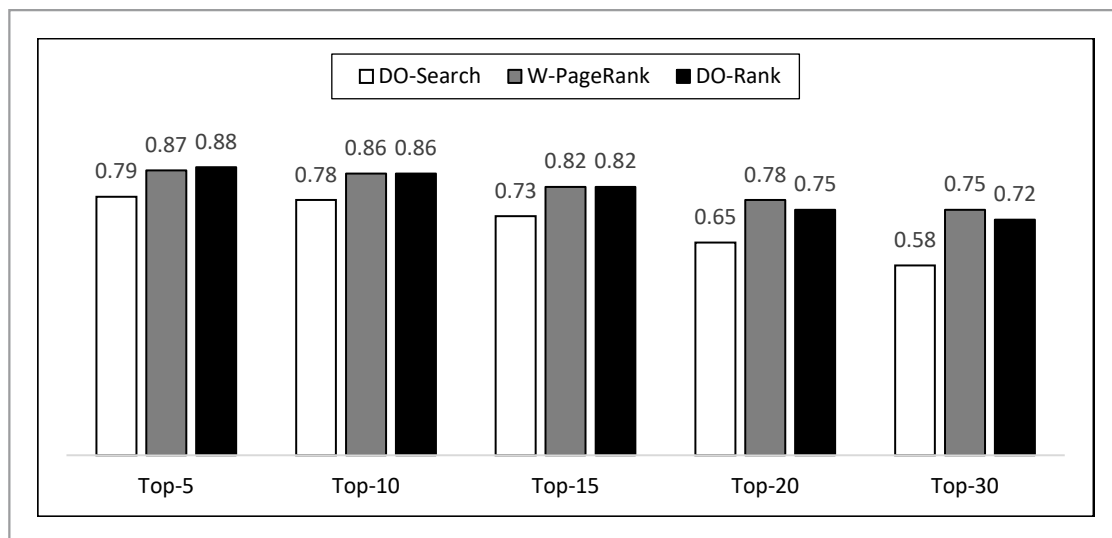 DO-Search W-PageRank DO-Rank
0.79 0.87 0.88 0.78 0.86 0.86 0.73 0.82 0.82 0.65 0.78 0.75 0.58 0.75 0.72
Top-5 Top-10 Top-15 Top-20 Top-30